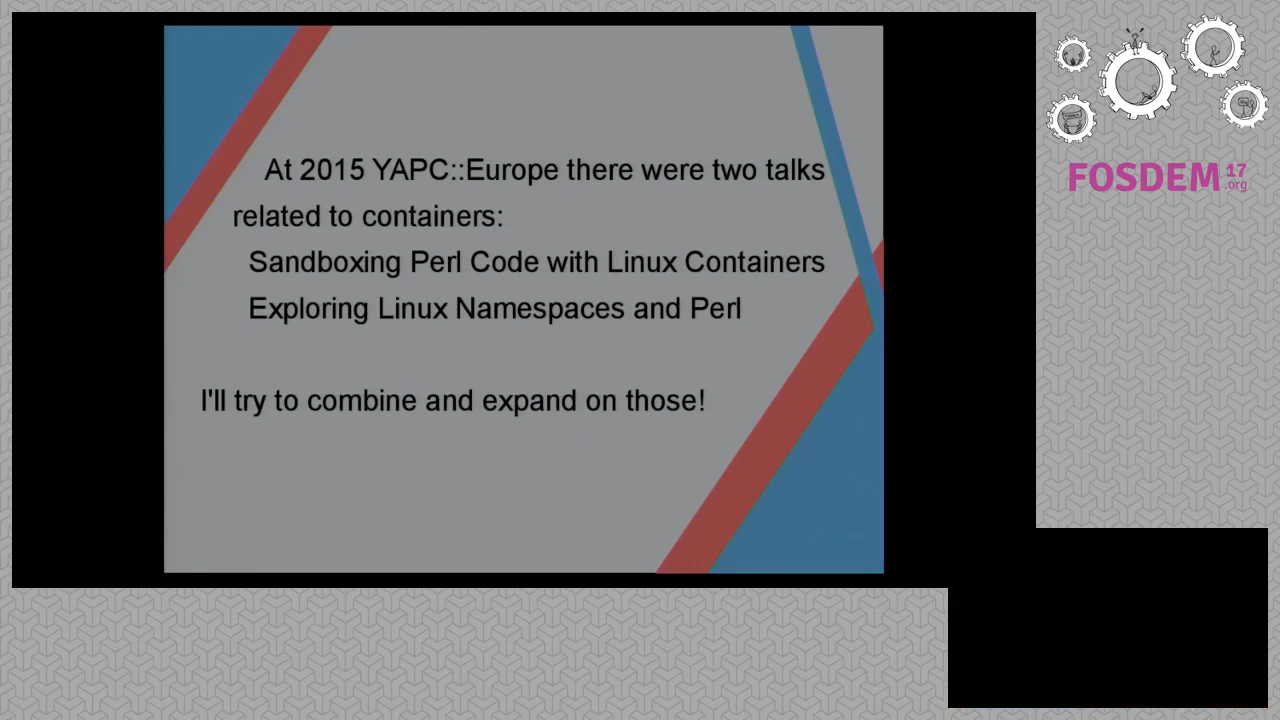 At 2015 YAPC::Europe there were two talks
related to containers:
Sandboxing Perl Code with Linux Containers
Exploring Linux Namespaces and Perl
I'll try to combine and expand on those!
FOSDEM 17
.org